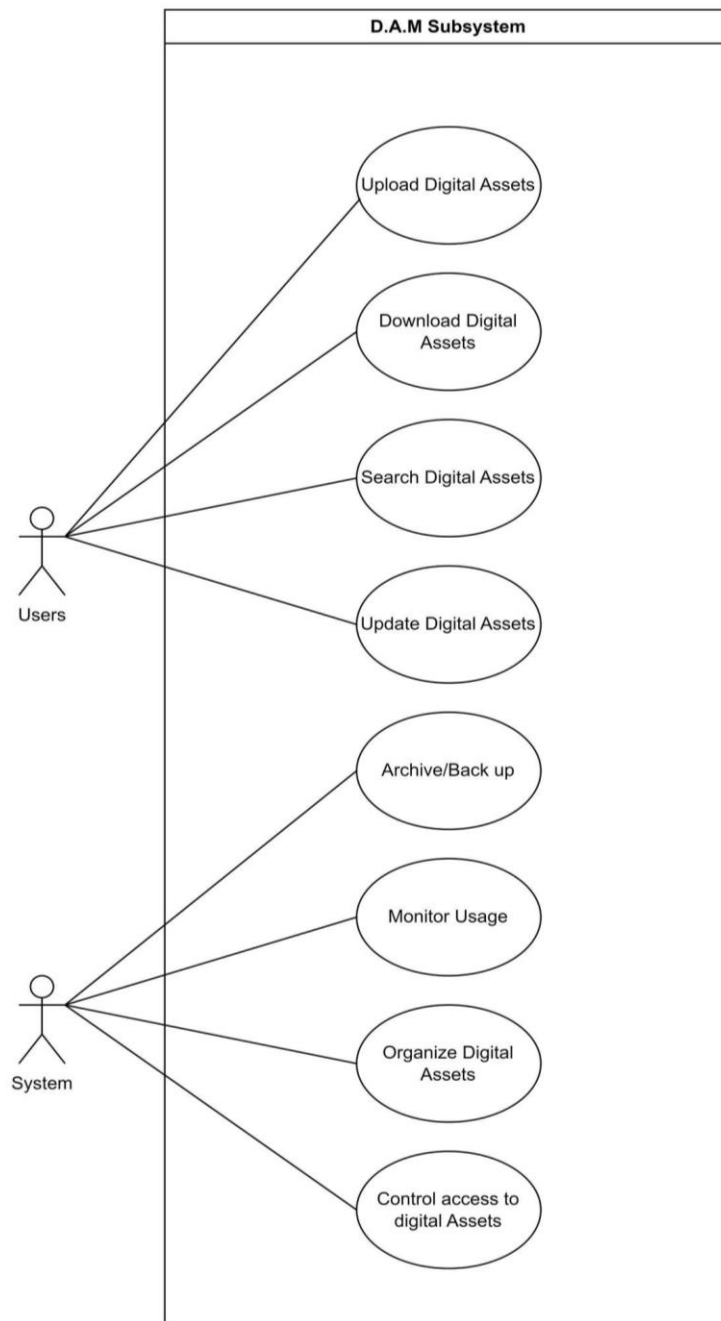 D.A.M Subsystem
Upload Digital Assets
Download Digital
Assets
Search Digital Assets
Users
Update Digital Assets
Archive/Back up
Monitor Usage
Organize Digital
Assets
System
Control access to
digital Assets